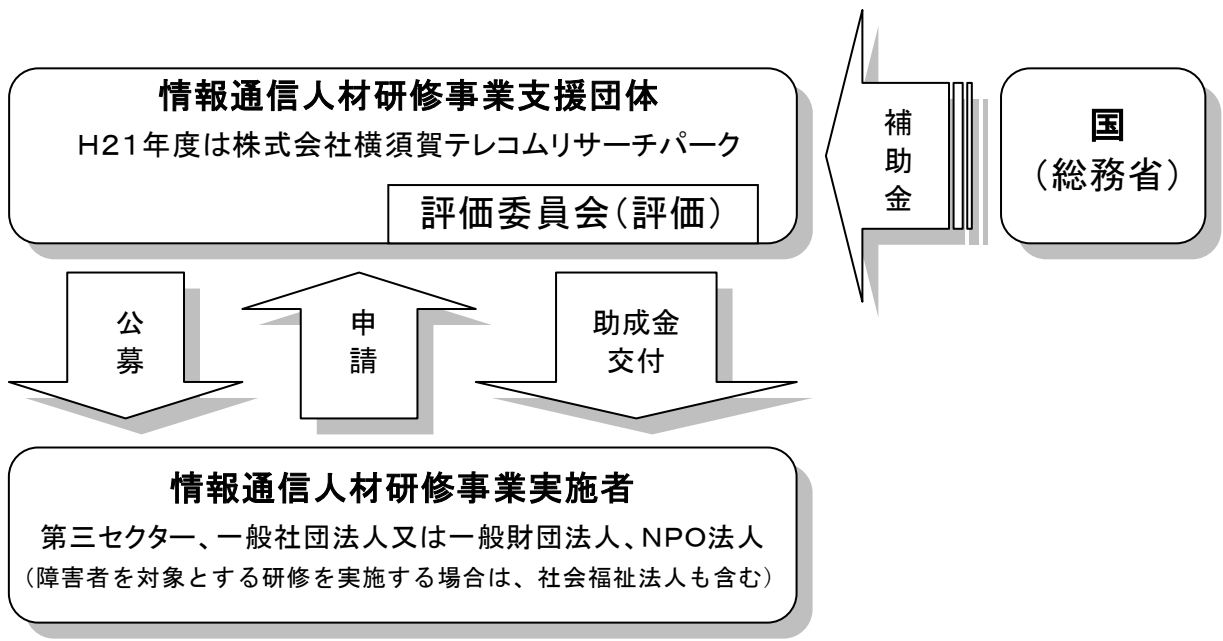 情報通信人材研修事業支援団体
H21年度は株式会社横須賀テレコムリサーチパーク
評価委員会(評価)
補助金
国
(総務省)
公募
申請
助成金
交付
情報通信人材研修事業実施者
第三セクター、一般社団法人又は一般財団法人、NPO法人
(障害者を対象とする研修を実施する場合は、社会福祉法人も含む)